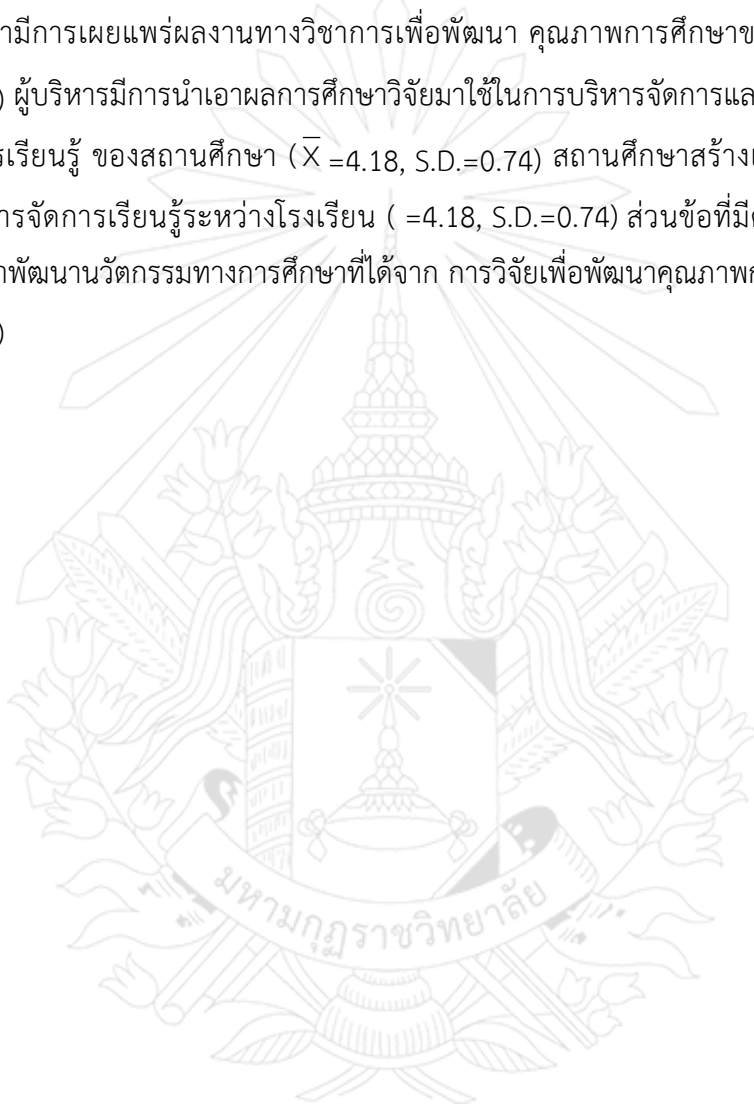 ามีการเผยแพร่ผลงานทางวิชาการเพื่อพัฒนา คุณภาพการศึกษาข
) ผู้บริหารมีการนำเอาผลการศึกษาวิจัยมาใช้ในการบริหารจัดการแล
รเรียนรู้ ของสถานศึกษา (X̅ =4.18, S.D.=0.74) สถานศึกษาสร้างเ
ารจัดการเรียนรู้ระหว่างโรงเรียน ( =4.18, S.D.=0.74) ส่วนข้อที่มีค
าพัฒนานวัตกรรมทางการศึกษาที่ได้จาก การวิจัยเพื่อพัฒนาคุณภาพก
)
มหามกุฏราชวิทยาลัย